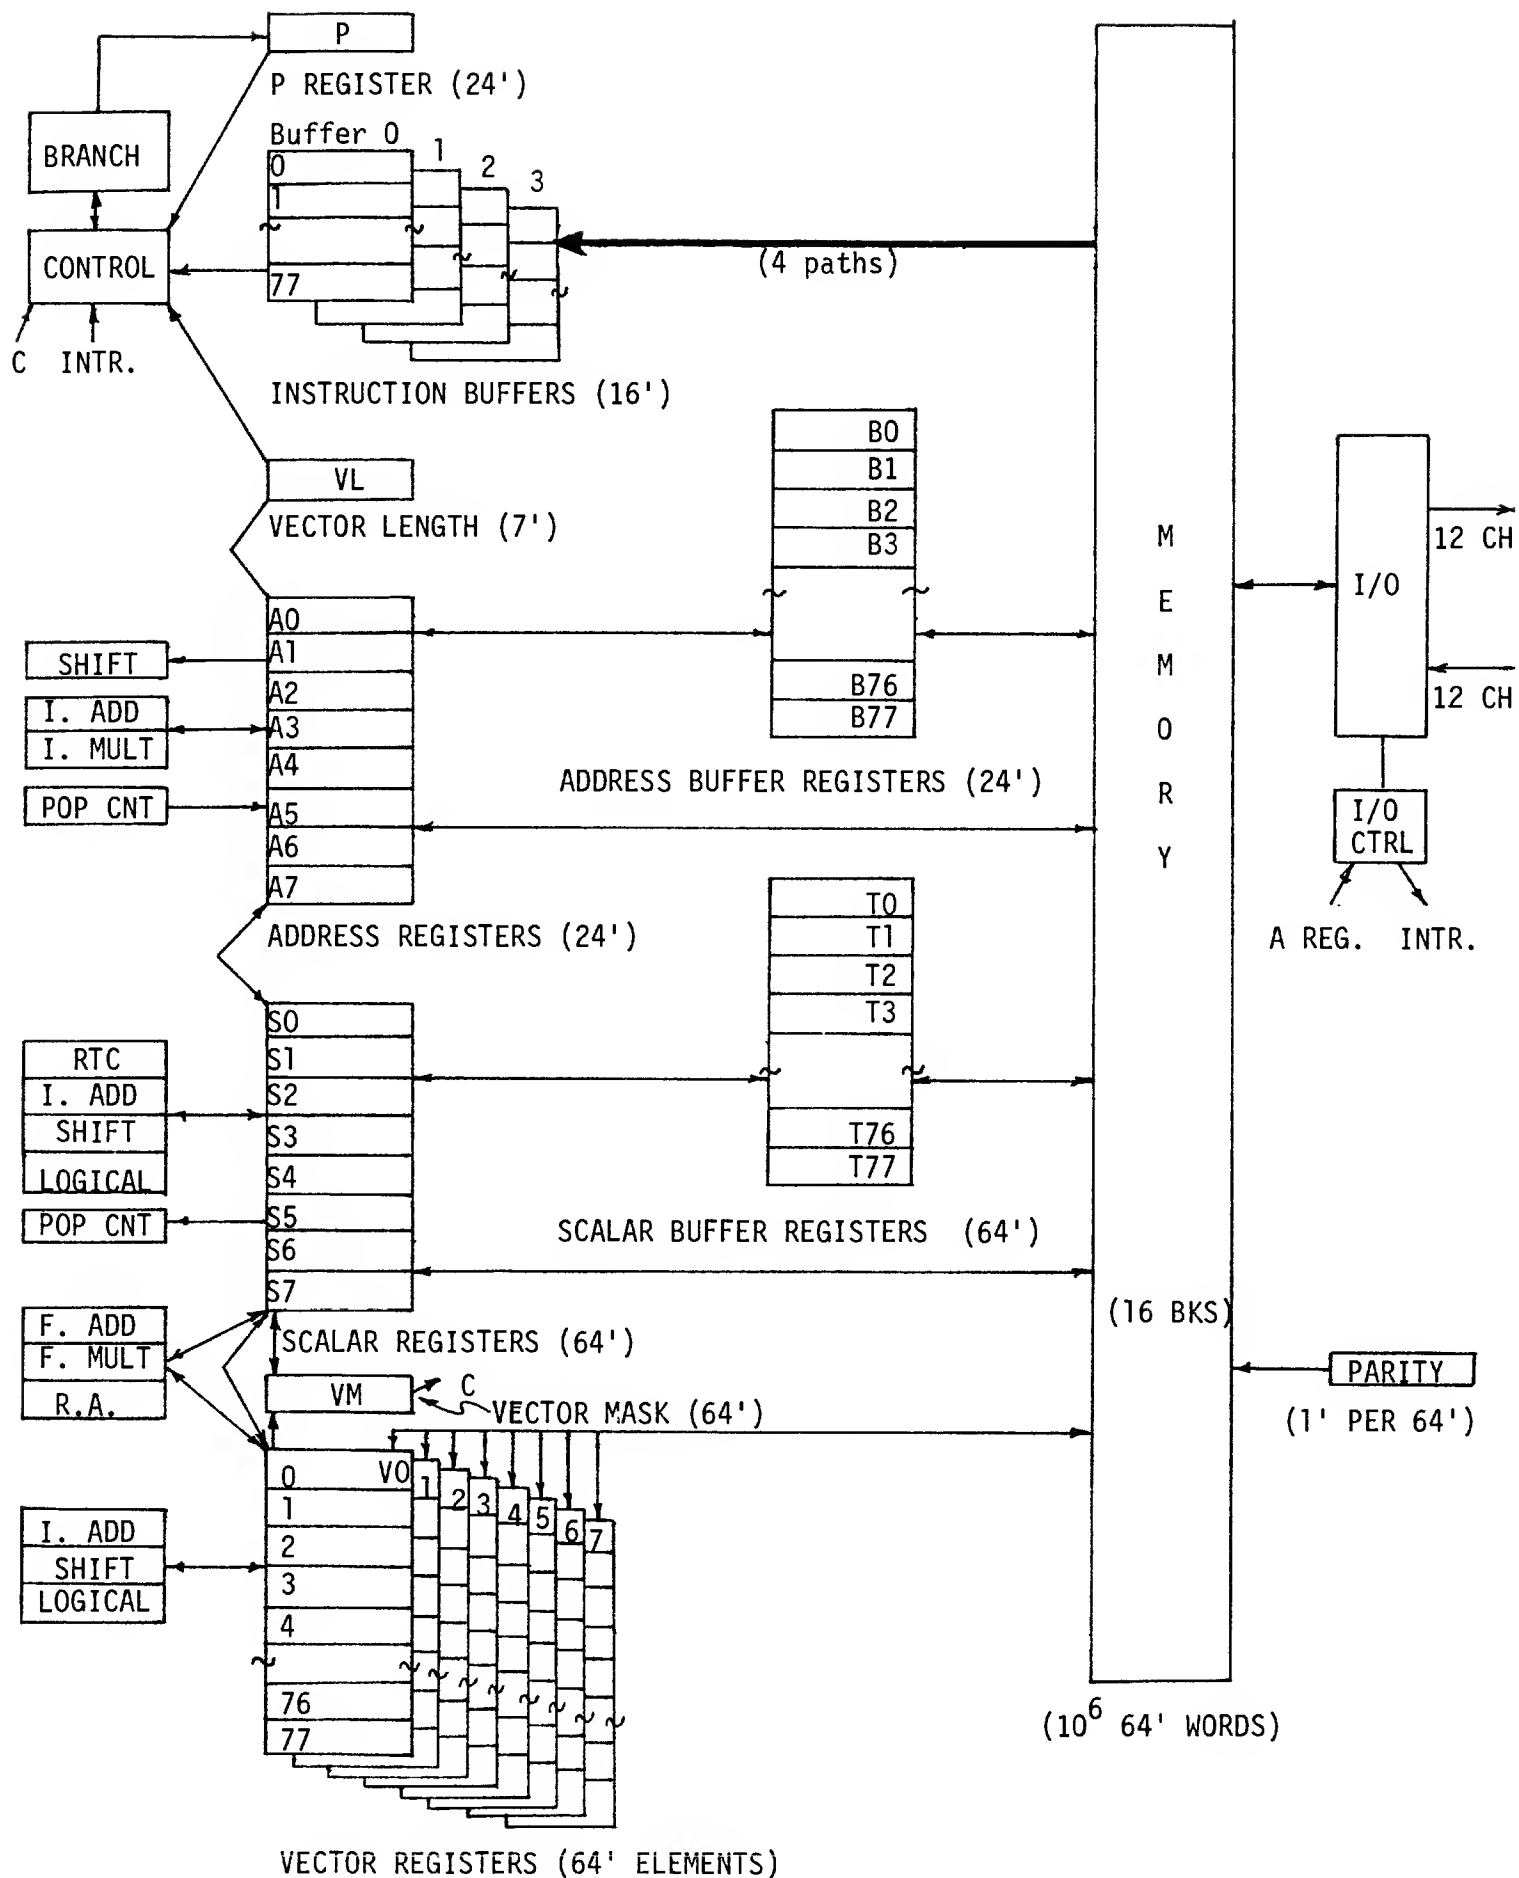 P
P REGISTER (24')
BRANCH
Buffer 0
1
2
3
0
1
77
CONTROL
(4 paths)
C INTR.
INSTRUCTION BUFFERS (16')
VL
VECTOR LENGTH (7')
B0
B1
B2
B3
B76
B77
ADDRESS BUFFER REGISTERS (24')
A0
A1
A2
A3
A4
A5
A6
A7
ADDRESS REGISTERS (24')
SHIFT
I. ADD
I. MULT
POP CNT
T0
T1
T2
T3
T76
T77
SCALAR BUFFER REGISTERS (64')
S0
S1
S2
S3
S4
S5
S6
S7
SCALAR REGISTERS (64')
RTC
I. ADD
SHIFT
LOGICAL
POP CNT
F. ADD
F. MULT
R.A.
VM
C
VECTOR MASK (64')
V0
1
2
3
4
5
6
7
0
1
2
3
4
76
77
I. ADD
SHIFT
LOGICAL
VECTOR REGISTERS (64' ELEMENTS)
MEMORY
(16 BKS)
(10⁶ 64' WORDS)
I/O
12 CH
12 CH
I/O
CTRL
A REG. INTR.
PARITY
(1' PER 64')